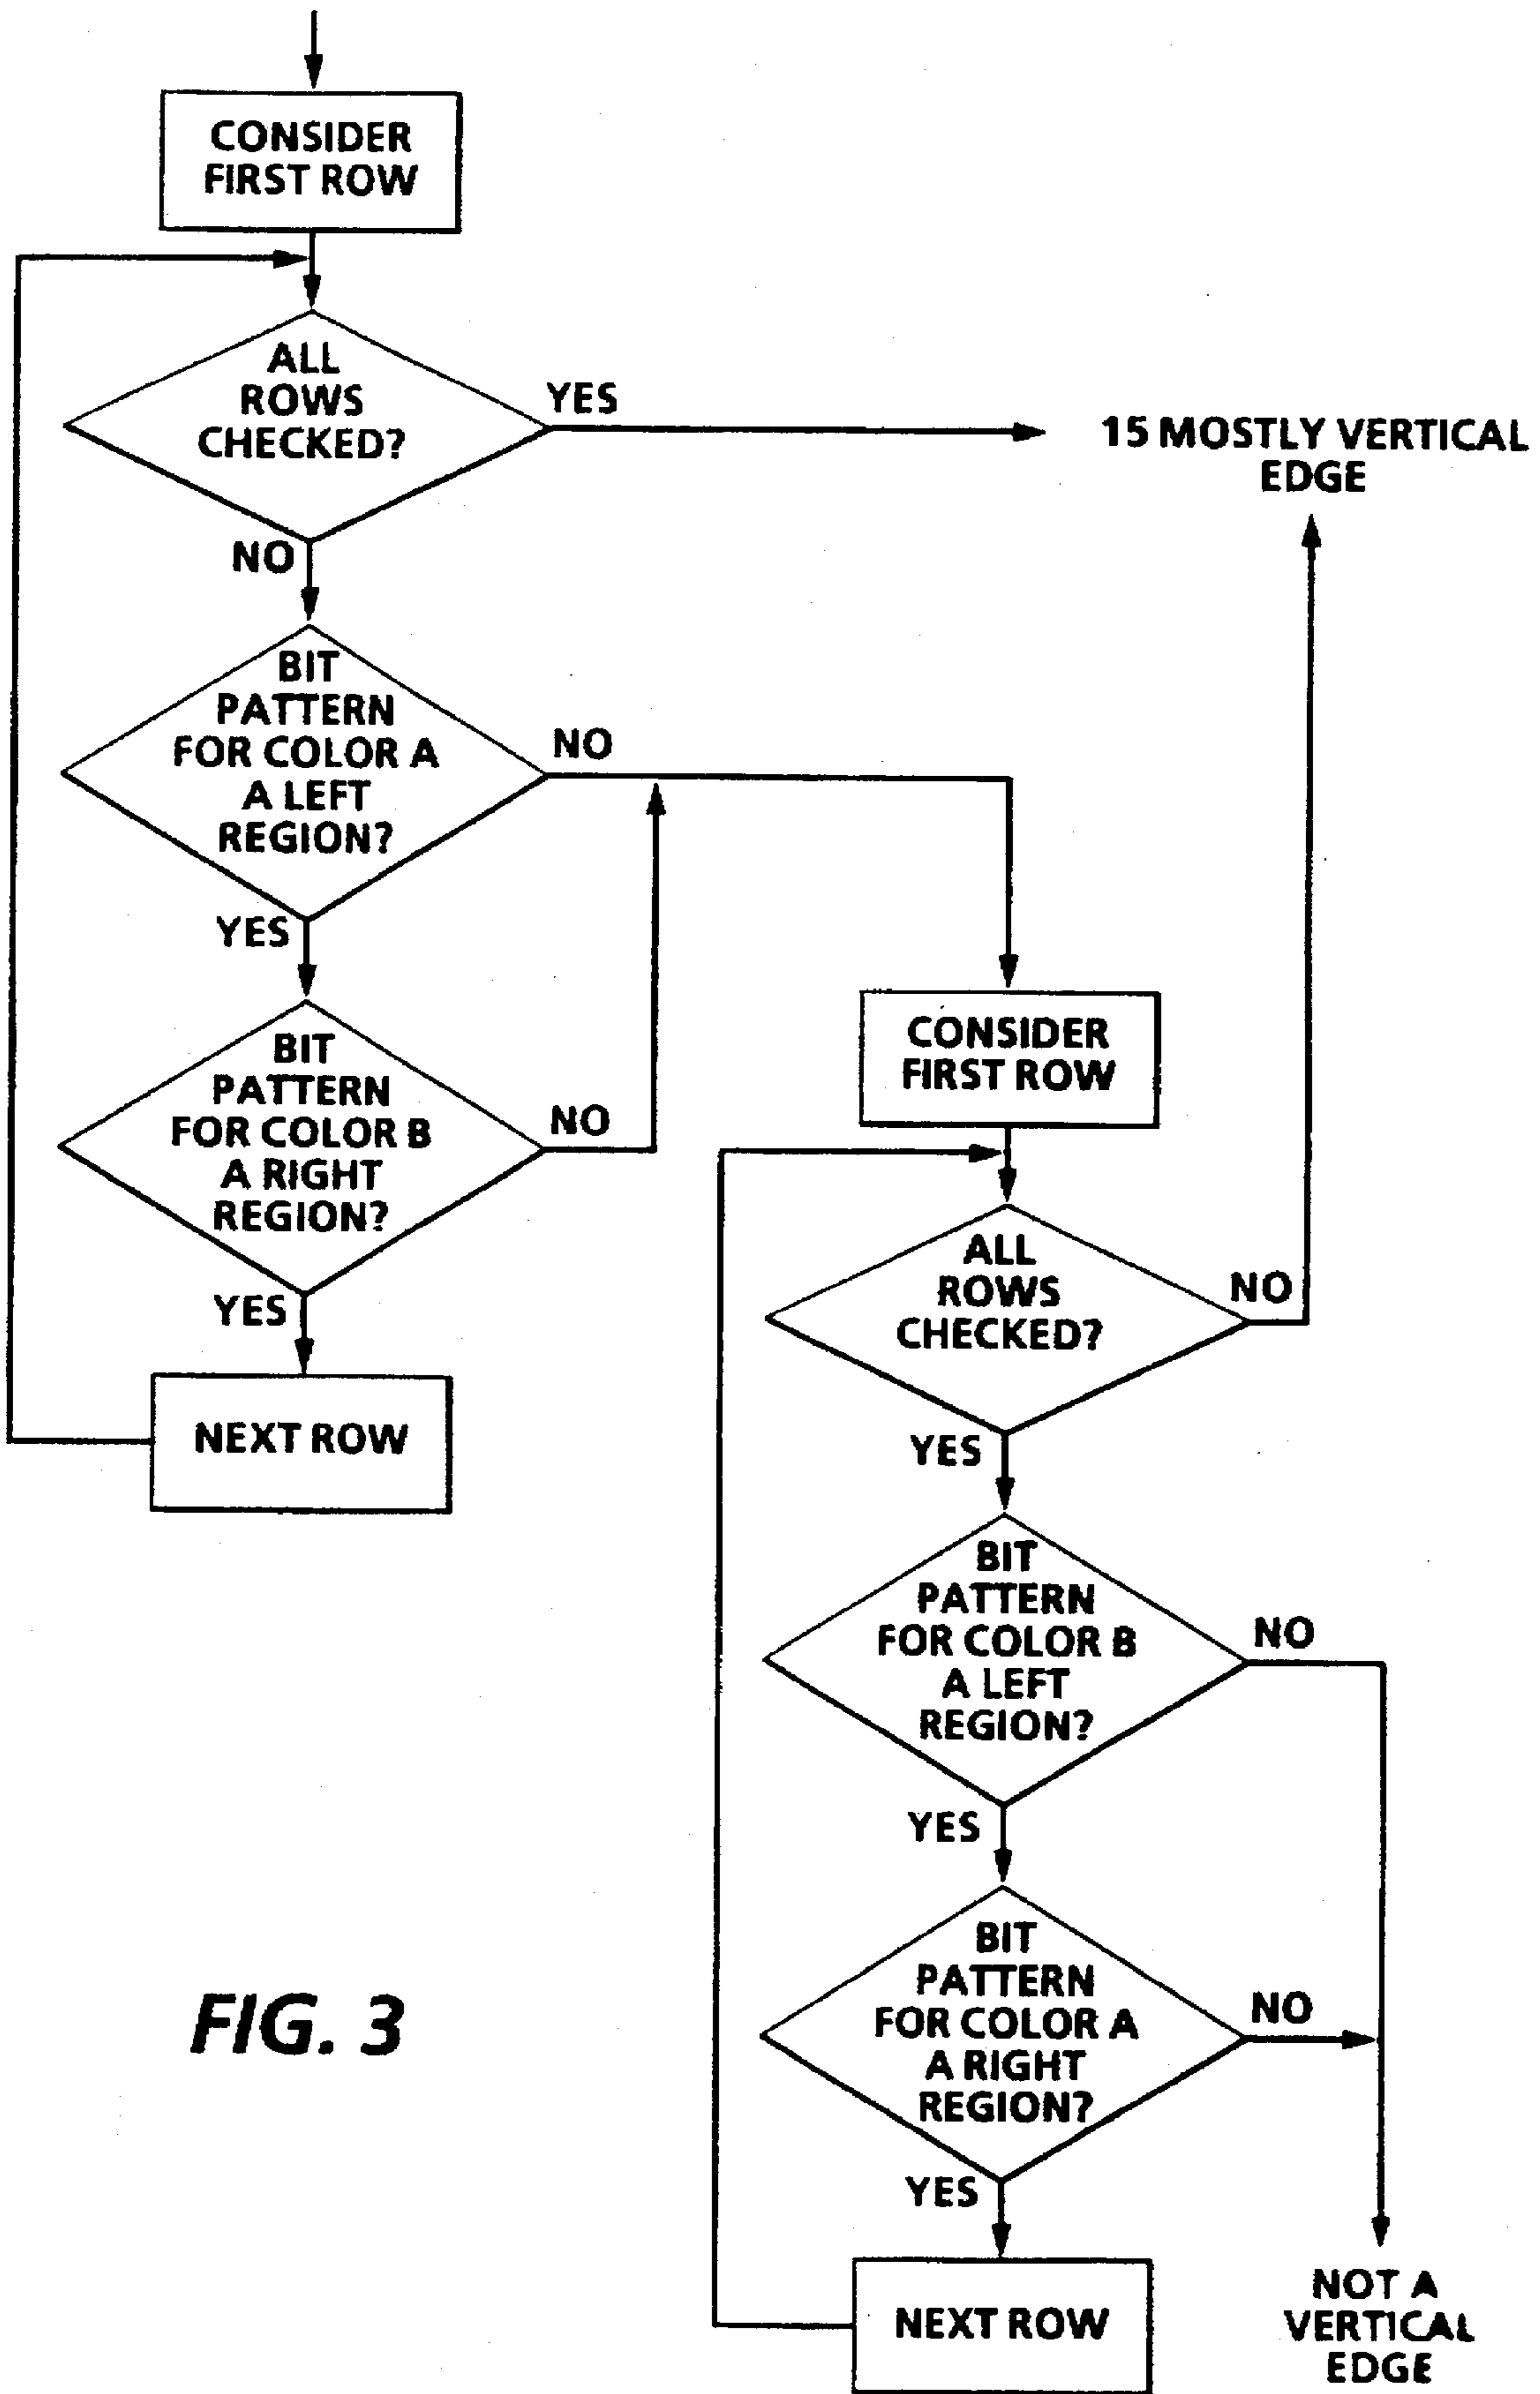 CONSIDER
FIRST ROW
ALL
ROWS
CHECKED?
YES
15 MOSTLY VERTICAL
EDGE
NO
BIT
PATTERN
FOR COLOR A
A LEFT
REGION?
NO
YES
BIT
PATTERN
FOR COLOR B
A RIGHT
REGION?
NO
YES
NEXT ROW
CONSIDER
FIRST ROW
ALL
ROWS
CHECKED?
NO
YES
BIT
PATTERN
FOR COLOR B
A LEFT
REGION?
NO
YES
BIT
PATTERN
FOR COLOR A
A RIGHT
REGION?
NO
YES
NEXT ROW
NOT A
VERTICAL
EDGE
FIG. 3